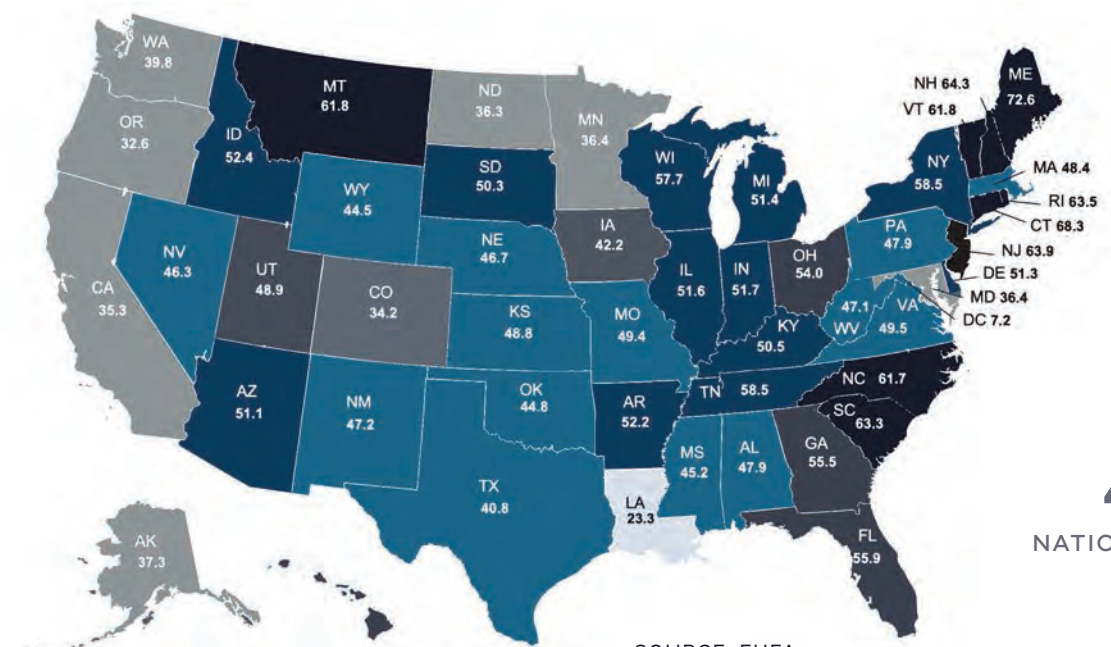 WA
39.8
OR
32.6
CA
35.3
NV
46.3
ID
52.4
MT
61.8
WY
44.5
UT
48.9
CO
34.2
AZ
51.1
NM
47.2
ND
36.3
SD
50.3
NE
46.7
KS
48.8
OK
44.8
TX
40.8
MN
36.4
IA
42.2
MO
49.4
AR
52.2
LA
23.3
WI
57.7
IL
51.6
MI
51.4
IN
51.7
OH
54.0
KY
50.5
TN 58.5
MS
45.2
AL
47.9
GA
55.5
FL
55.9
SC
63.3
NC 61.7
VA
49.5
47.1
WV
PA
47.9
NY
58.5
ME
72.6
NH 64.3
VT 61.8
MA 48.4
RI 63.5
CT 68.3
NJ 63.9
DE 51.3
MD 36.4
DC 7.2
AK
37.3
NATIO
SOURCE: FHFA